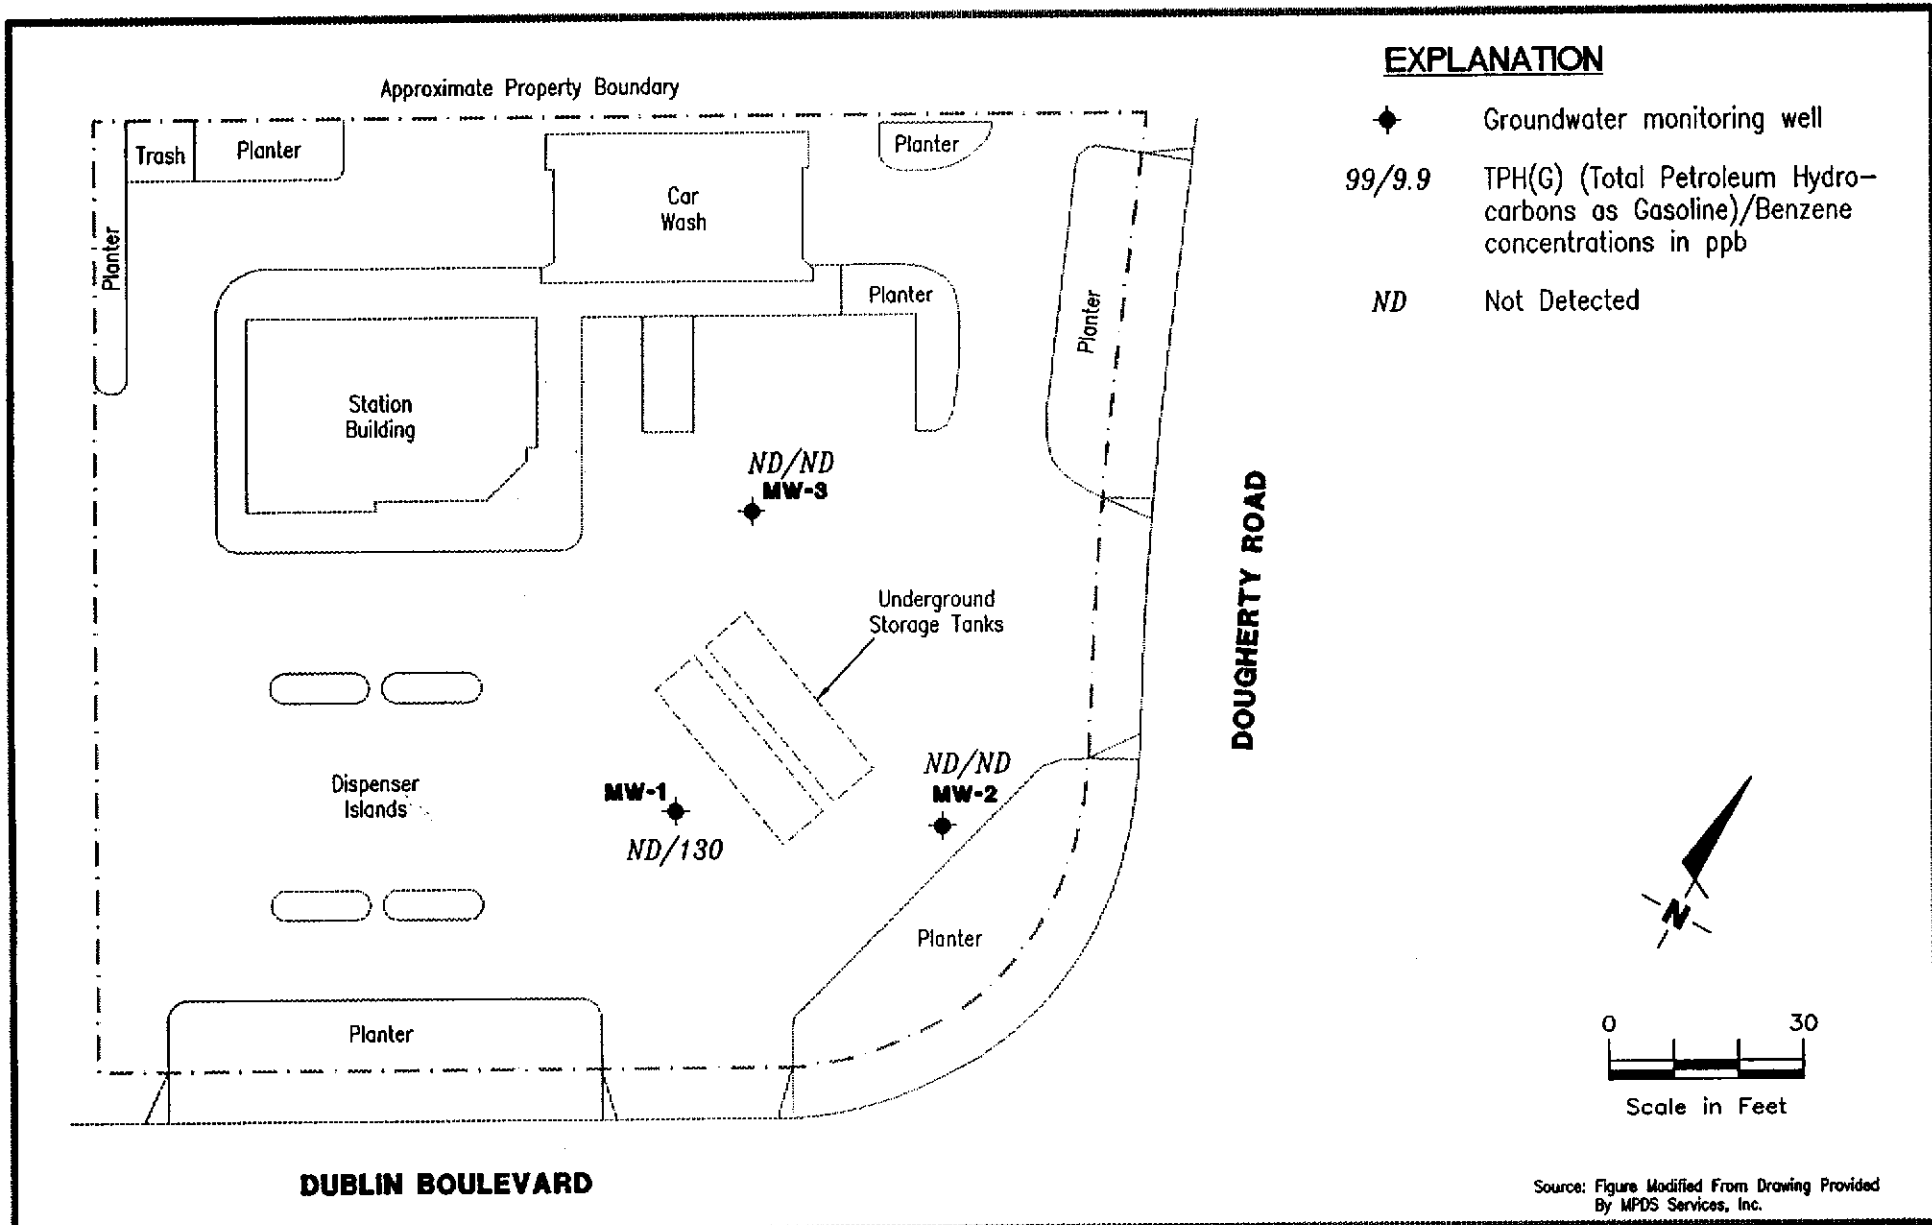 EXPLANATION
Approximate Property Boundary
Groundwater monitoring well
99/9.9 TPH(G) (Total Petroleum Hydro-
carbons as Gasoline)/Benzene
concentrations in ppb
ND Not Detected
Trash
Planter
Planter
Car
Wash
Planter
Planter
Planter
Station
Building
ND/ND
MW-3
Underground
Storage Tanks
DOUGHERTY ROAD
Dispenser
Islands
MW-1
ND/130
ND/ND
MW-2
Planter
Planter
N
0 30
Scale in Feet
DUBLIN BOULEVARD
Source: Figure Modified From Drawing Provided
By MPDS Services, Inc.